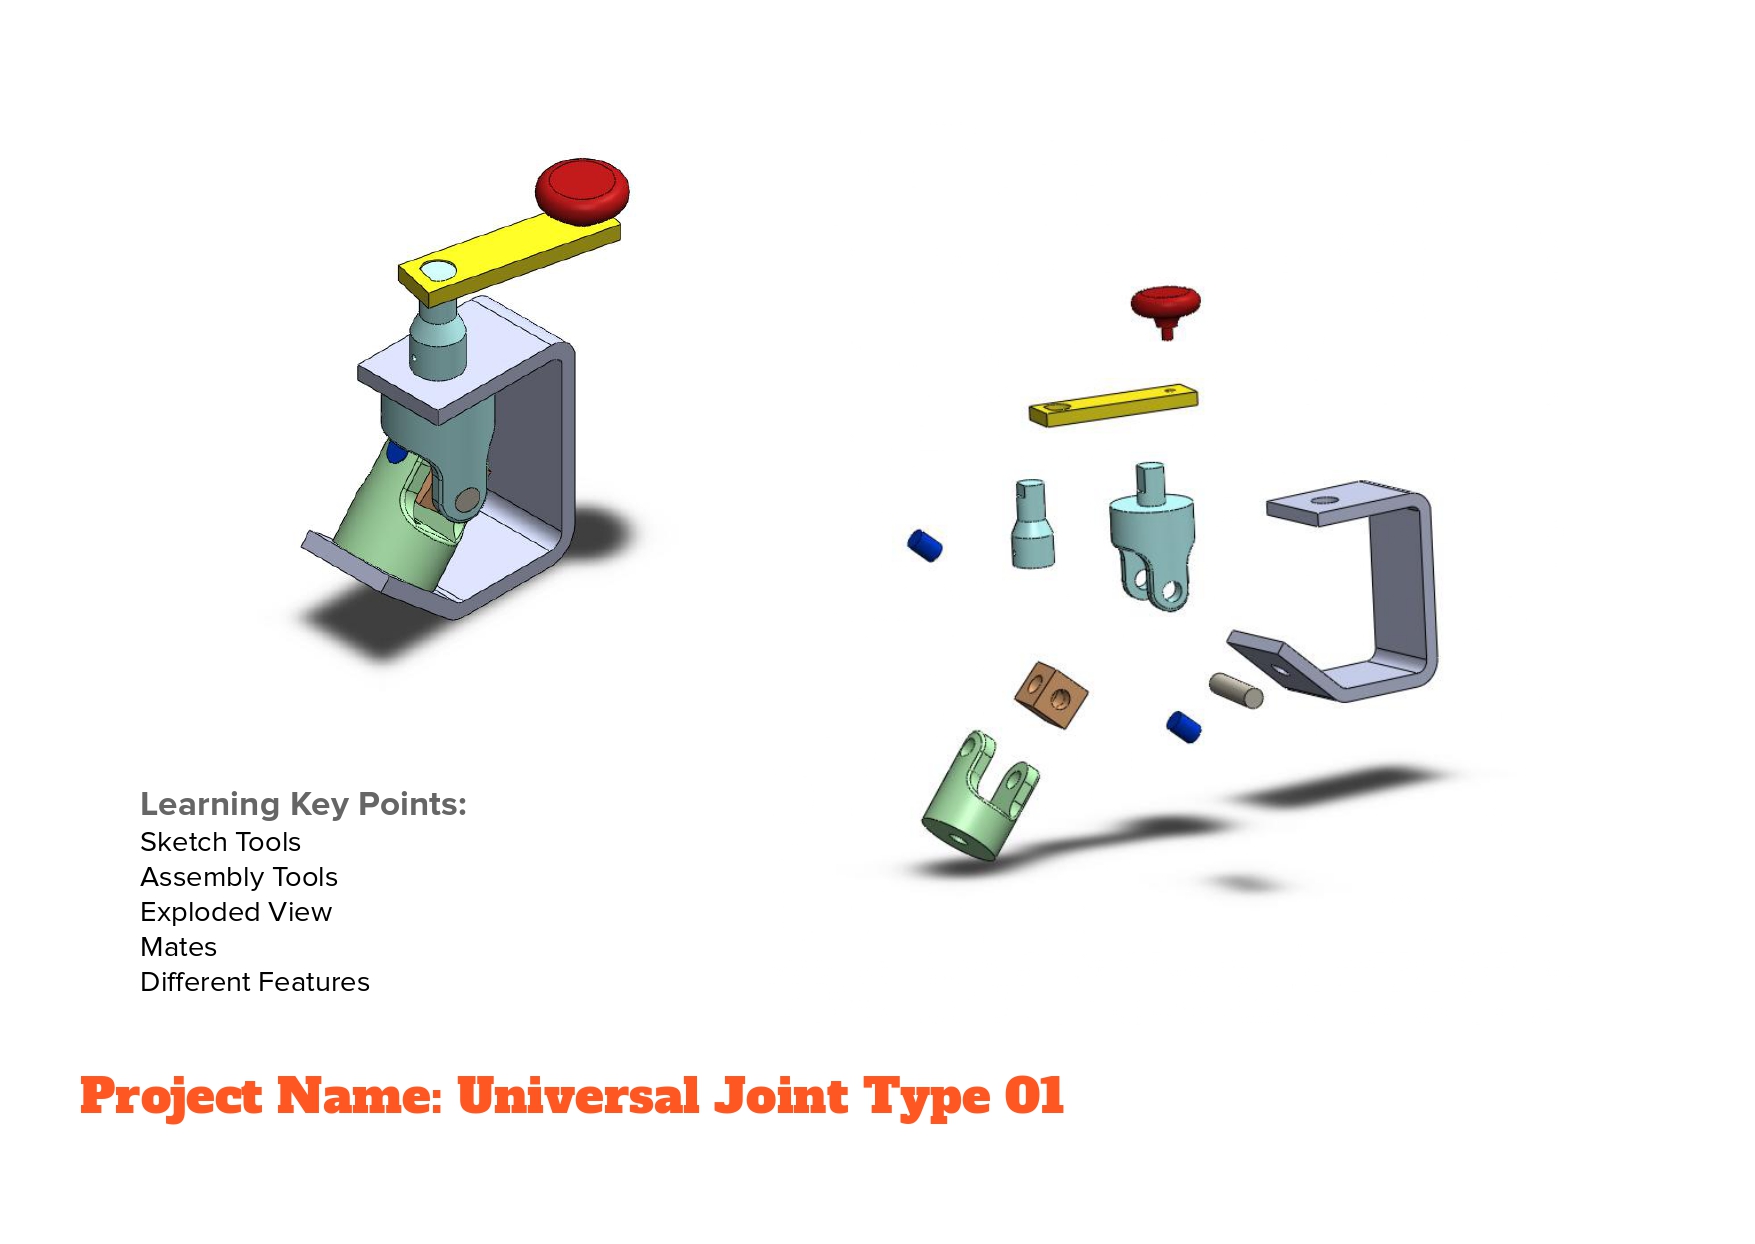 Learning Key Points:
Sketch Tools
Assembly Tools
Exploded View
Mates
Different Features
Project Name: Universal Joint Type 01